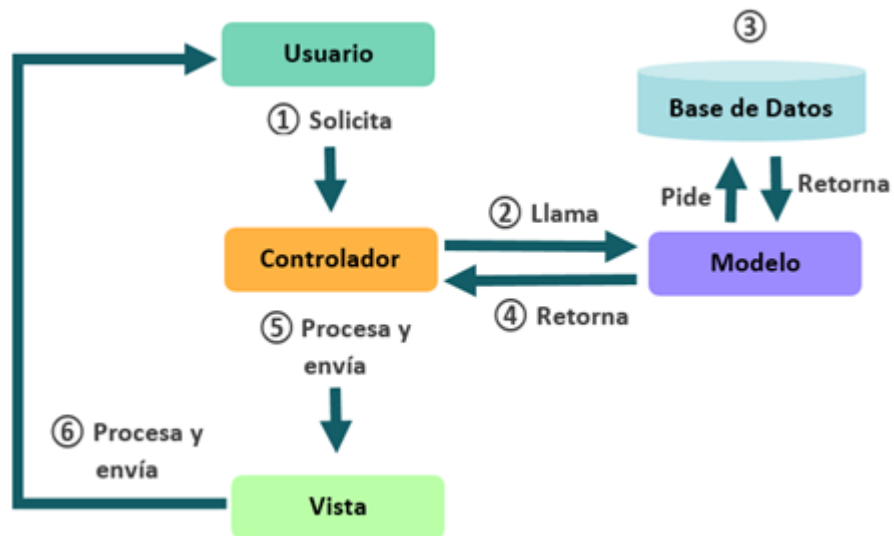 ③
Usuario
Base de Datos
① Solicita
Pide
Retorna
② Llama
Controlador
Modelo
④ Retorna
⑤ Procesa y
envía
⑥ Procesa y
envía
Vista